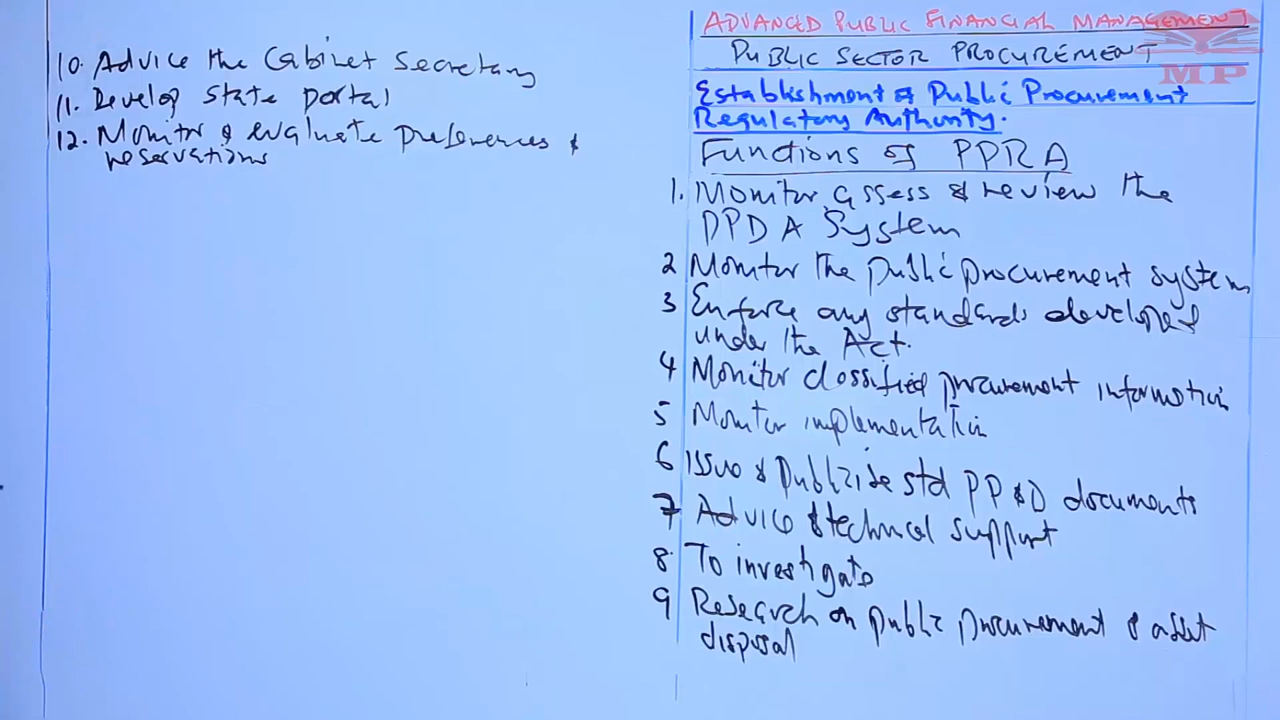 ADVANCED PUBLIC FINANCIAL MANAGEMENT
PUBLIC SECTOR PROCUREMENT
MP
Establishment of Public Procurement
Regulatory Authority.
Functions of PPRA
1. Monitor, assess & review the
PPDA System
2 Monitor the public procurement system
3 Enforce any standards developed
under the Act.
4 Monitor classified procurement information
5 Monitor implementation
6 Issue & publicise std PP&D documents
7 Advice & technical support
8. To investigate
9 Research on public procurement & asset
disposal
10. Advice the Cabinet Secretary
11. Develop State portal
12. Monitor & evaluate preferences &
reservations